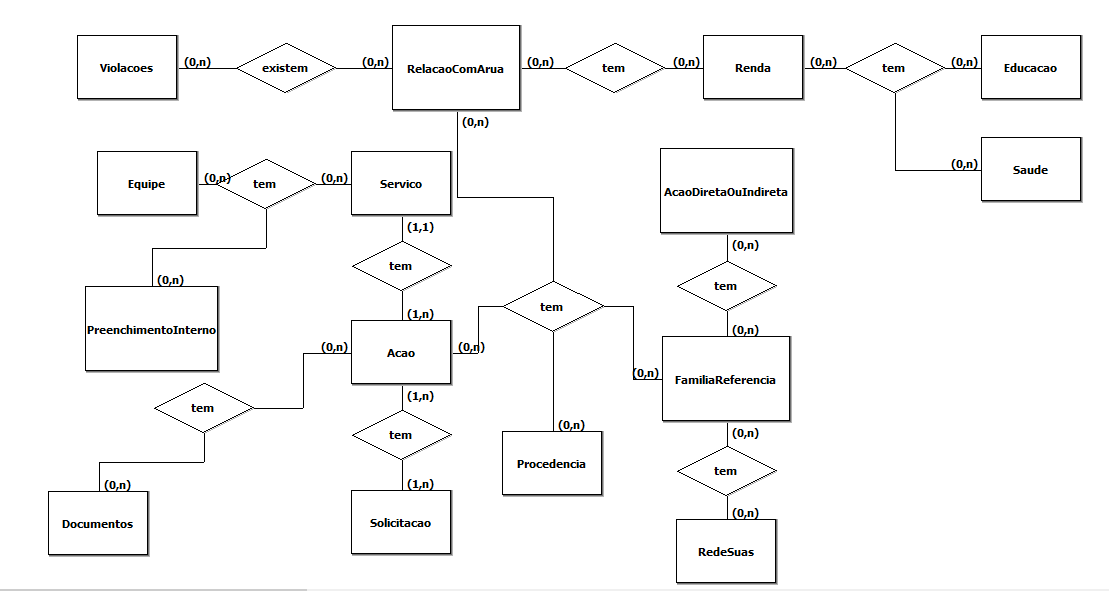 Violacoes
(0,n)
existem
(0,n)
RelacaoComArua
(0,n)
tem
(0,n)
Renda
(0,n)
tem
(0,n)
Educacao
(0,n)
(0,n)
Saude
Equipe
(0,n)
tem
(0,n)
Servico
AcaoDiretaOuIndireta
(1,1)
(0,n)
tem
tem
(0,n)
PreenchimentoInterno
(1,n)
tem
(0,n)
(0,n)
Acao
(0,n)
(0,n)
FamiliaReferencia
tem
(1,n)
tem
(0,n)
Procedencia
(0,n)
tem
(0,n)
Documentos
(1,n)
Solicitacao
(0,n)
RedeSuas